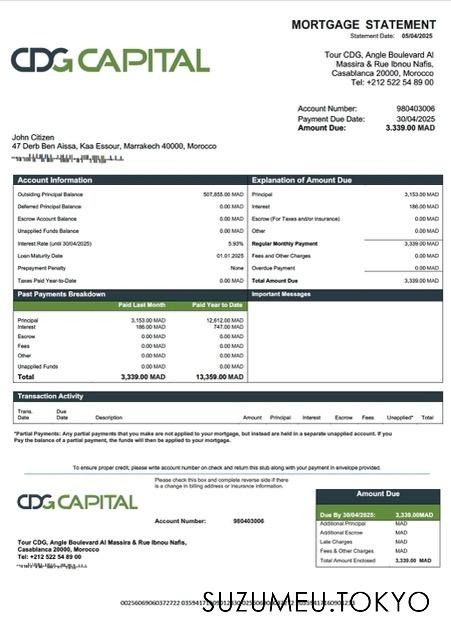 MORTGAGE STATEMENT
Statement Date: 05/04/2025
CDG CAPITAL
Tour CDG, Angle Boulevard Al
Massira & Rue Ibnou Nafis,
Casablanca 20000, Morocco
Tel: +212 522 54 89 00
Account Number: 980403006
Payment Due Date: 30/04/2025
Amount Due: 3.339.00 MAD
John Citizen
47 Derb Ben Aissa, Kaa Essour, Marrakech 40000, Morocco
Account Information
Outsiding Principal Balance 507,855.00 MAD
Deferred Principal Balance 0.00 MAD
Escrow Account Balance 0.00 MAD
Unapplied Funds Balance 0.00 MAD
Interest Rate (until 30/04/2025) 5.93%
Loan Maturity Date 01.01.2025
Prepayment Penalty None
Taxes Paid Year-to-Date 0.00 MAD
Explanation of Amount Due
Principal 3,153.00 MAD
Interest 186.00 MAD
Escrow (For Taxes and/or Insurance) 0.00 MAD
Other 0.00 MAD
Regular Monthly Payment 3,339.00 MAD
Fees and Other Charges 0.00 MAD
Overdue Payment 0.00 MAD
Total Amount Due 3,339.00 MAD
Past Payments Breakdown
Paid Last Month Paid Year to Date
Principal 3,153.00 MAD 12,612.00 MAD
Interest 186.00 MAD 747.00 MAD
Escrow 0.00 MAD 0.00 MAD
Fees 0.00 MAD 0.00 MAD
Other 0.00 MAD 0.00 MAD
Unapplied Funds 0.00 MAD 0.00 MAD
Total 3,339.00 MAD 13,359.00 MAD
Important Messages
Transaction Activity
Trans. Date Due Date Description Amount Principal Interest Escrow Fees Unapplied* Total
*Partial Payments: Any partial payments that you make are not applied to your mortgage, but instead are held in a separate unapplied account. If you
Pay the balance of a partial payment, the funds will then be applied to your mortgage.
To ensure proper credit, please write account number on check and return this stub along with your payment in envelope provided.
Please check this box and complete reverse side if there
is a change in billing address or insurance information.
CDG CAPITAL
Account Number: 980403006
Tour CDG, Angle Boulevard Al Massira & Rue Ibnou Nafis,
Casablanca 20000, Morocco
Tel: +212 522 54 89 00
Amount Due
Due By 30/04/2025: 3,339.00MAD
Additional Principal MAD
Additional Escrow MAD
Late Charges MAD
Fees & Other Charges MAD
Total Amount Enclosed 3,339.00 MAD
SUZUMEU.TOKYO